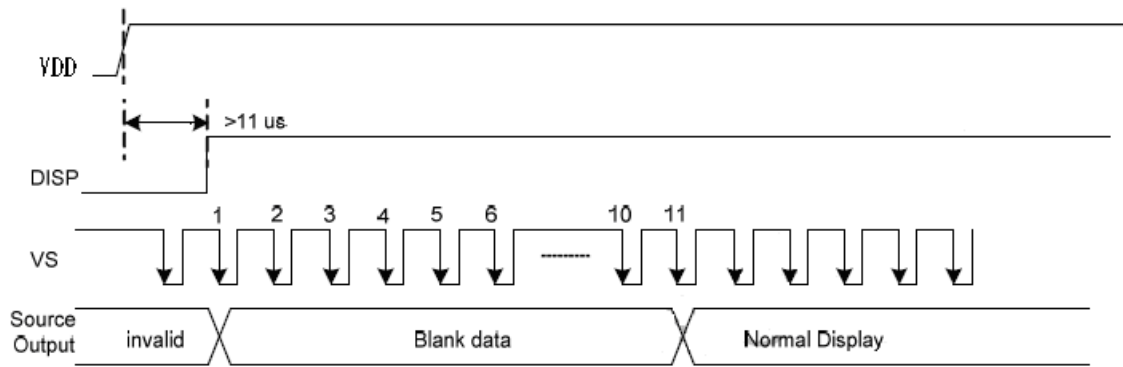 VDD
>11 us
DISP
1 2 3 4 5 6 10 11
VS
Source
Output
invalid
Blank data
Normal Display